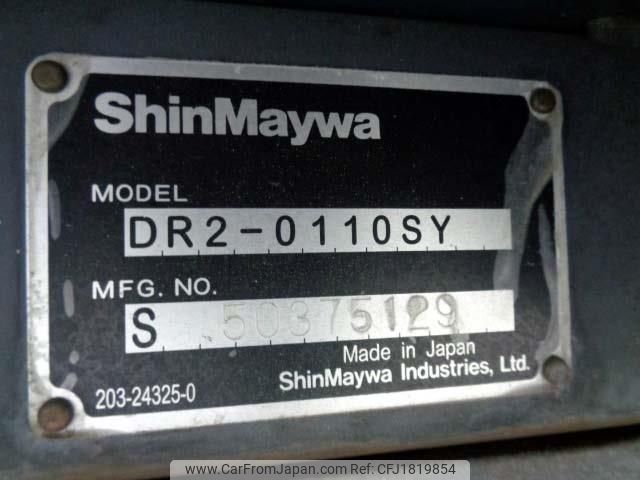 ShinMaywa
MODEL
DR2-0110SY
MFG. NO.
S 50375129
Made in Japan
203-24325-0
ShinMaywa Industries, Ltd.
www.CarFromJapan.com Ref: CFJ1819854